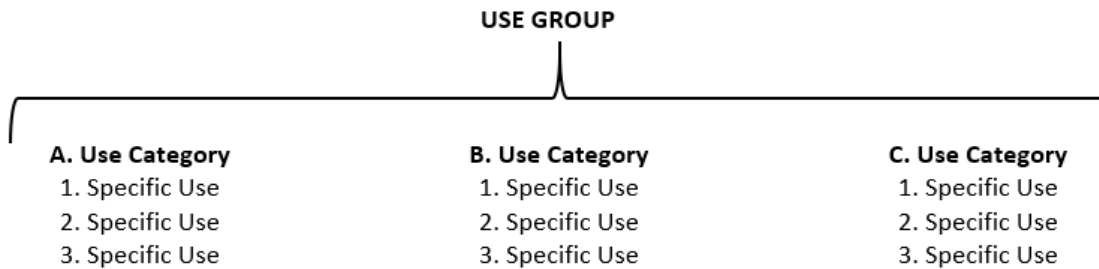 USE GROUP
A. Use Category
1. Specific Use
2. Specific Use
3. Specific Use
B. Use Category
1. Specific Use
2. Specific Use
3. Specific Use
C. Use Category
1. Specific Use
2. Specific Use
3. Specific Use